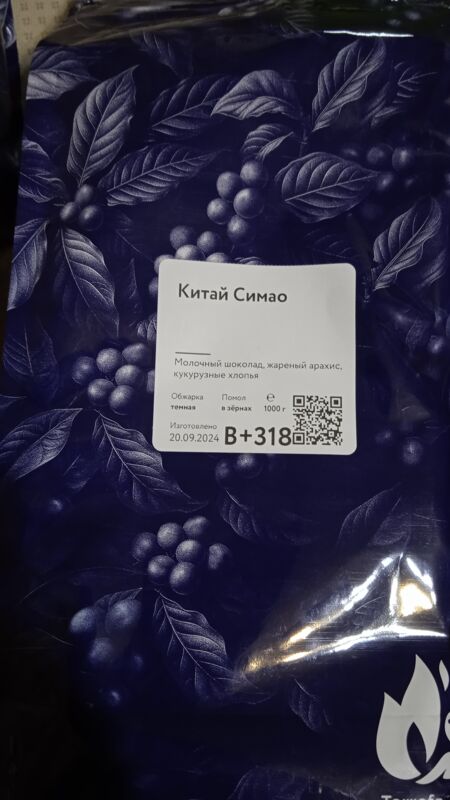 Китай Симао
Молочный шоколад, жареный арахис,
кукурузные хлопья
Обжарка Помол ℮
темная в зёрнах 1000 г
Изготовлено
20.09.2024 B+318